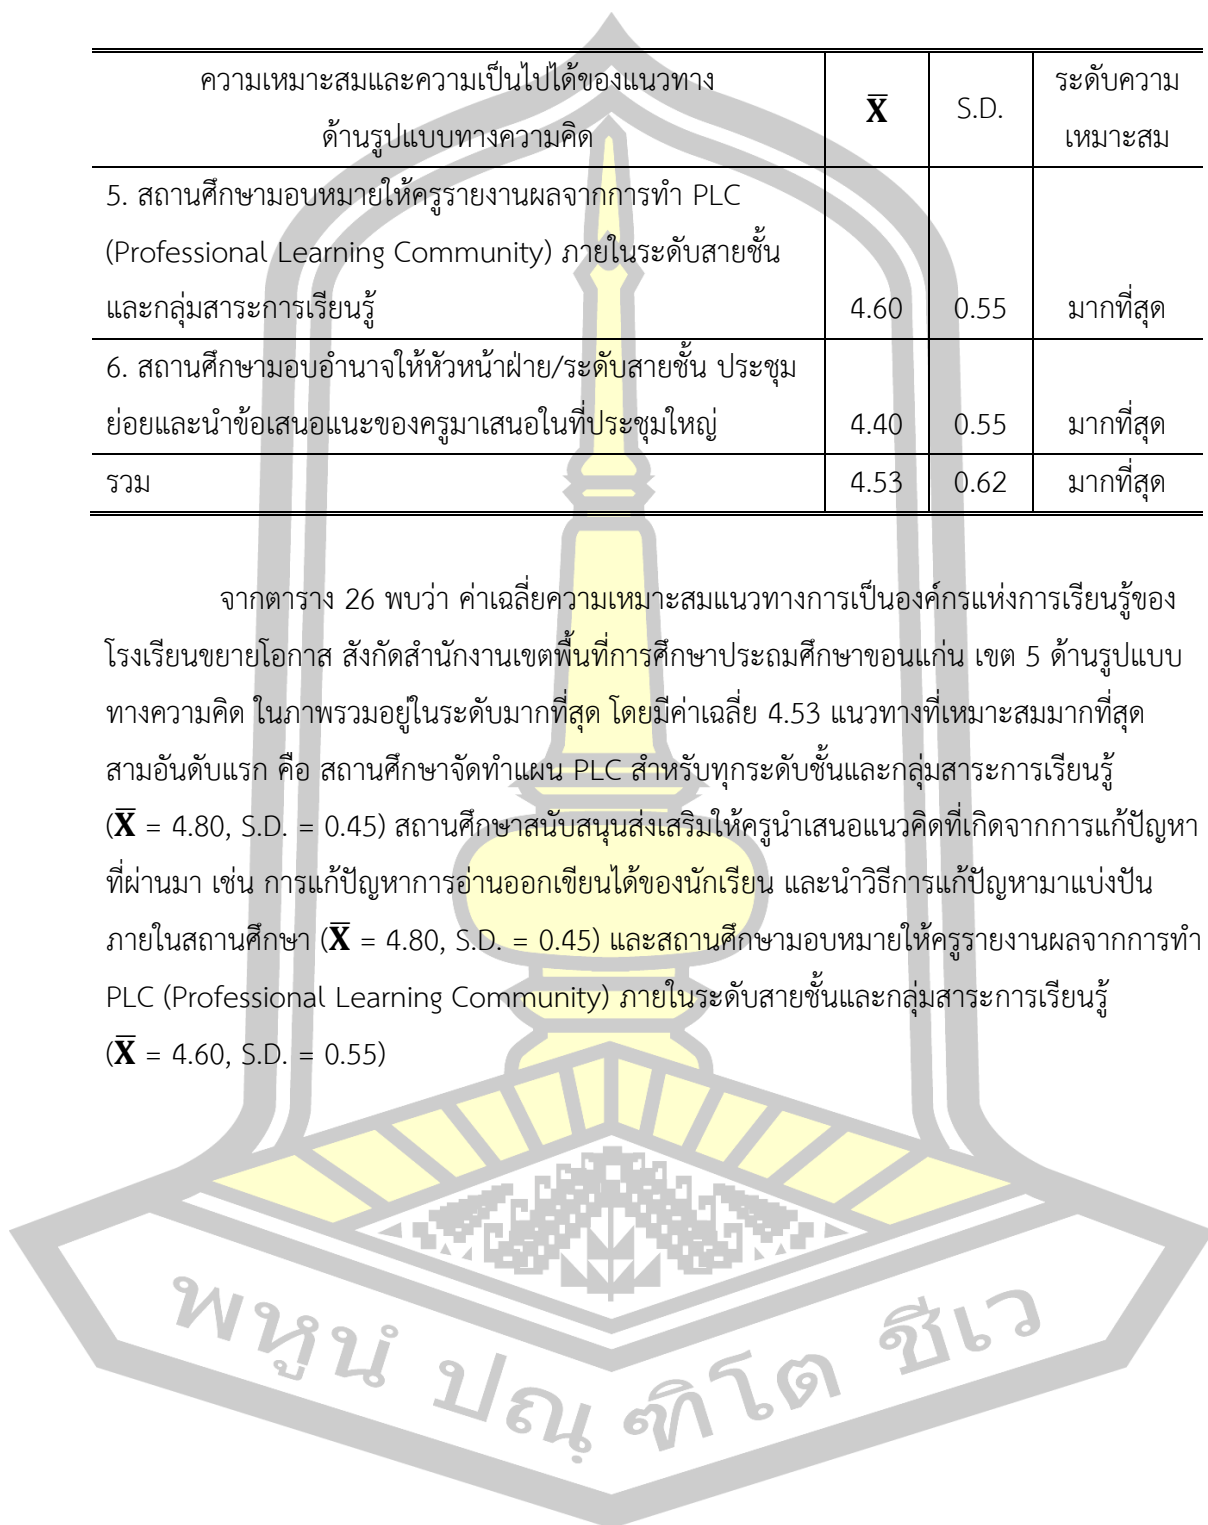 ความเหมาะสมและความเป็นไปได้ของแนวทาง
ด้านรูปแบบทางความคิด
X̄
S.D.
ระดับความ
เหมาะสม
5. สถานศึกษามอบหมายให้ครูรายงานผลจากการทำ PLC
(Professional Learning Community) ภายในระดับสายชั้น
และกลุ่มสาระการเรียนรู้ 4.60 0.55 มากที่สุด
6. สถานศึกษามอบอำนาจให้หัวหน้าฝ่าย/ระดับสายชั้น ประชุม
ย่อยและนำข้อเสนอแนะของครูมาเสนอในที่ประชุมใหญ่ 4.40 0.55 มากที่สุด
รวม 4.53 0.62 มากที่สุด
จากตาราง 26 พบว่า ค่าเฉลี่ยความเหมาะสมแนวทางการเป็นองค์กรแห่งการเรียนรู้ของ
โรงเรียนขยายโอกาส สังกัดสำนักงานเขตพื้นที่การศึกษาประถมศึกษาขอนแก่น เขต 5 ด้านรูปแบบ
ทางความคิด ในภาพรวมอยู่ในระดับมากที่สุด โดยมีค่าเฉลี่ย 4.53 แนวทางที่เหมาะสมมากที่สุด
สามอันดับแรก คือ สถานศึกษาจัดทำแผน PLC สำหรับทุกระดับชั้นและกลุ่มสาระการเรียนรู้
(X̄ = 4.80, S.D. = 0.45) สถานศึกษาสนับสนุนส่งเสริมให้ครูนำเสนอแนวคิดที่เกิดจากการแก้ปัญหา
ที่ผ่านมา เช่น การแก้ปัญหาการอ่านออกเขียนได้ของนักเรียน และนำวิธีการแก้ปัญหามาแบ่งปัน
ภายในสถานศึกษา (X̄ = 4.80, S.D. = 0.45) และสถานศึกษามอบหมายให้ครูรายงานผลจากการทำ
PLC (Professional Learning Community) ภายในระดับสายชั้นและกลุ่มสาระการเรียนรู้
(X̄ = 4.60, S.D. = 0.55)
พหูนํ ปณฺฑิโต ชีเว